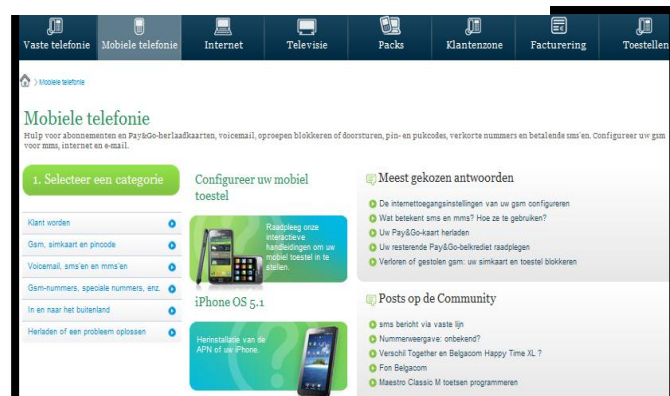 Vaste telefonie
Mobiele telefonie
Internet
Televisie
Packs
Klantenzone
Facturering
Toestellen
> Mobiele telefonie
Mobiele telefonie
Hulp voor abonnementen en Pay&Go-herlaadkaarten, voicemail, oproepen blokkeren of doorsturen, pin- en pukcodes, verkorte nummers en betalende sms'en. Configureer uw gsm
voor mms, internet en e-mail.
1. Selecteer een categorie
Klant worden
Gsm, simkaart en pincode
Voicemail, sms'en en mms'en
Gsm-nummers, speciale nummers, enz.
In en naar het buitenland
Herladen of een probleem oplossen
Configureer uw mobiel
toestel
Raadpleeg onze
interactieve
handleidingen om uw
mobiel toestel in te
stellen.
iPhone OS 5.1
Herinstallatie van de
APN of uw iPhone.
Meest gekozen antwoorden
De internettoegangsinstellingen van uw gsm configureren
Wat betekent sms en mms? Hoe ze te gebruiken?
Uw Pay&Go-kaart herladen
Uw resterende Pay&Go-belkrediet raadplegen
Verloren of gestolen gsm: uw simkaart en toestel blokkeren
Posts op de Community
sms bericht via vaste lijn
Nummerweergave: onbekend?
Verschil Together en Belgacom Happy Time XL ?
Fon Belgacom
Maestro Classic M toetsen programmeren